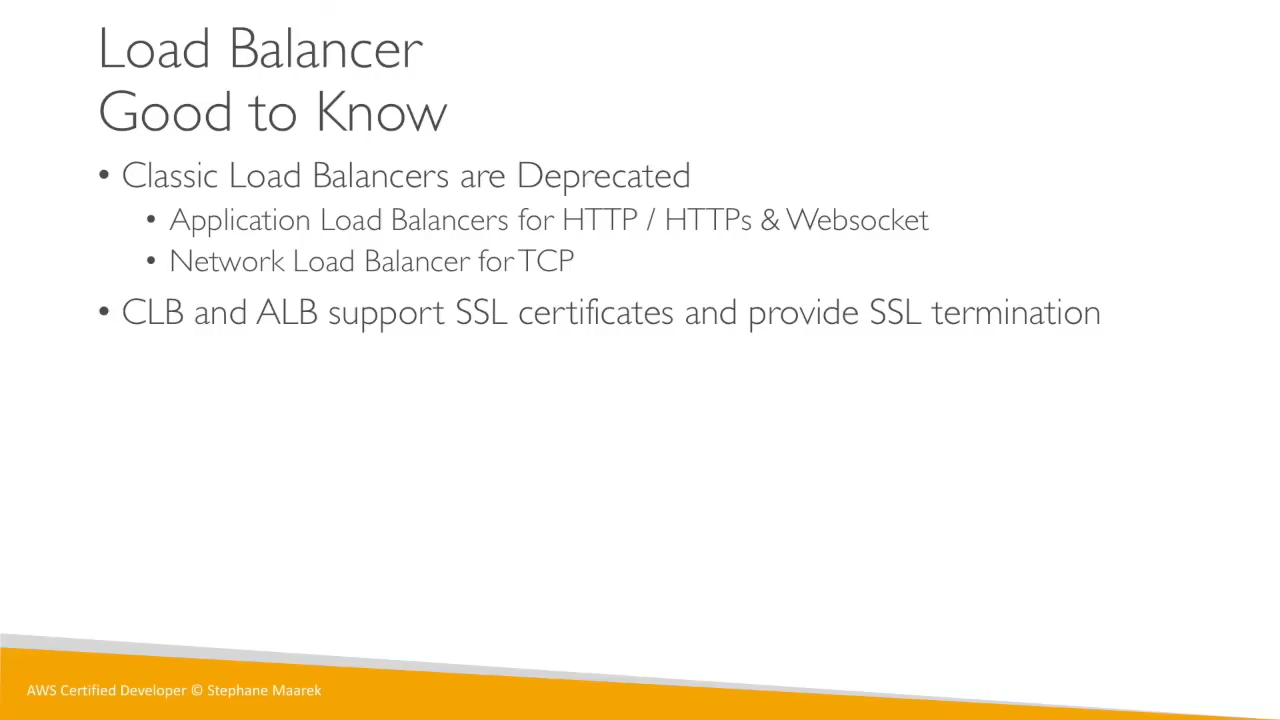 Load Balancer
Good to Know
• Classic Load Balancers are Deprecated
• Application Load Balancers for HTTP / HTTPs & Websocket
• Network Load Balancer for TCP
• CLB and ALB support SSL certificates and provide SSL termination
AWS Certified Developer © Stephane Maarek